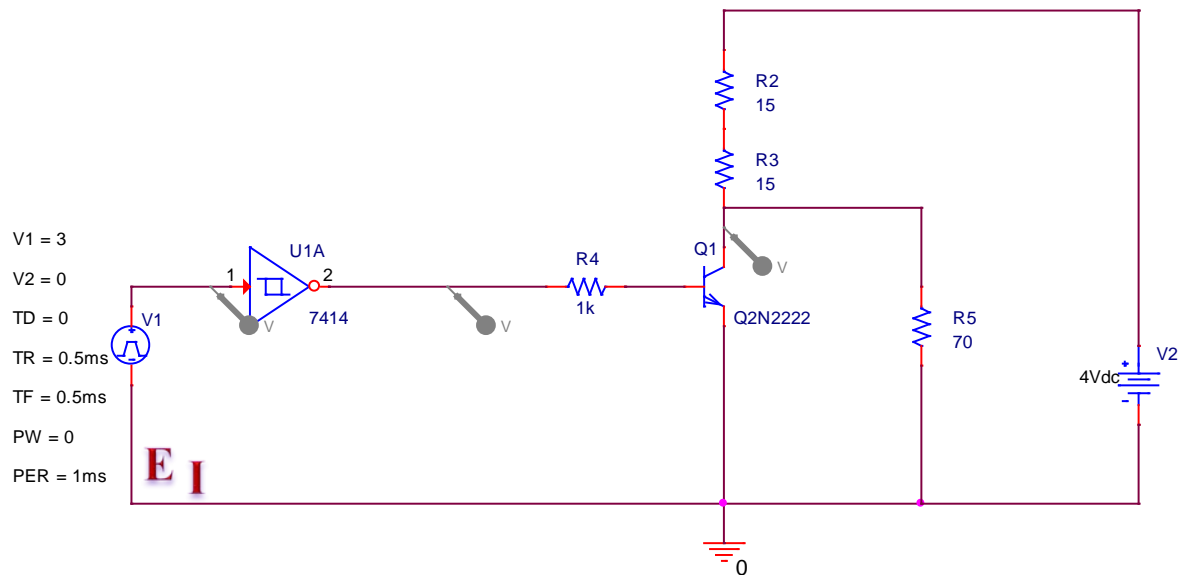 R2
15
R3
15
V1 = 3
V2 = 0
TD = 0
TR = 0.5ms
TF = 0.5ms
PW = 0
PER = 1ms
V1
1
U1A
2
7414
V
V
R4
1k
Q1
V
Q2N2222
R5
70
4Vdc
V2
E I
0